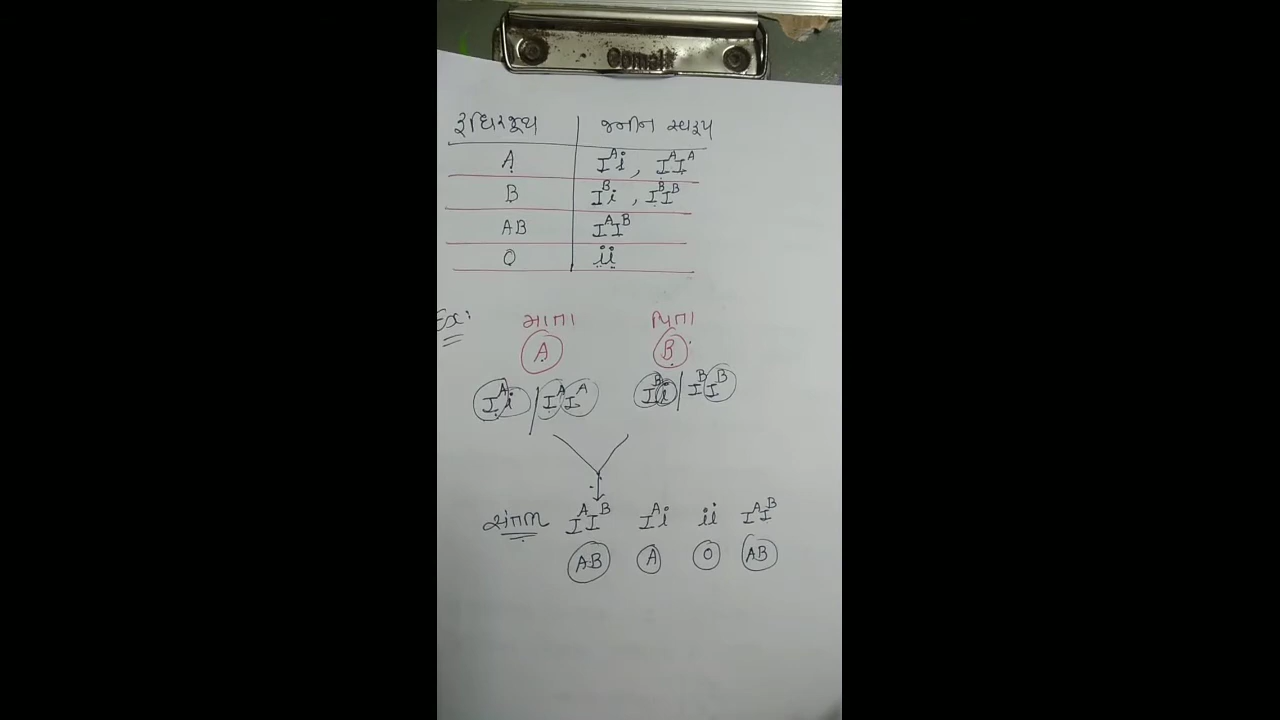 રુધિરજૂથ જનીન સ્વરૂપ
A Iᴬi, IᴬIᴬ
B Iᴮi, IᴮIᴮ
AB IᴬIᴮ
O ii
Ex: માતા પિતા
A B
Iᴬi / IᴬIᴬ Iᴮi / IᴮIᴮ
સંતાન IᴬIᴮ Iᴬi ii IᴬIᴮ
AB A O AB